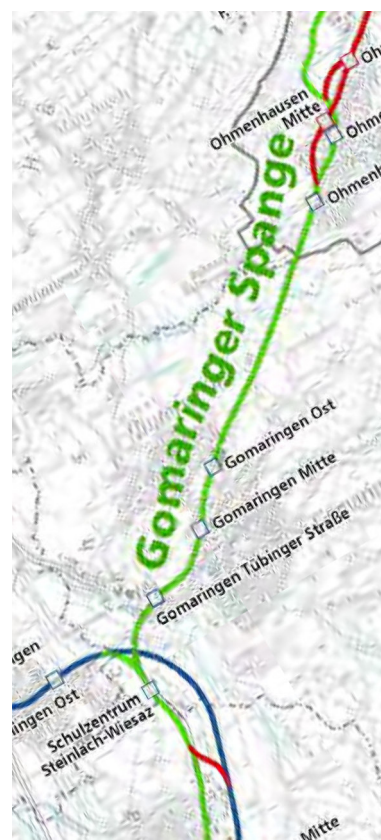 Ohmenhausen
Mitte
Gomaringer Spange
Gomaringen Ost
Gomaringen Mitte
Gomaringen Tübinger Straße
Schulzentrum
Steinlach-Wiesaz
Mitte